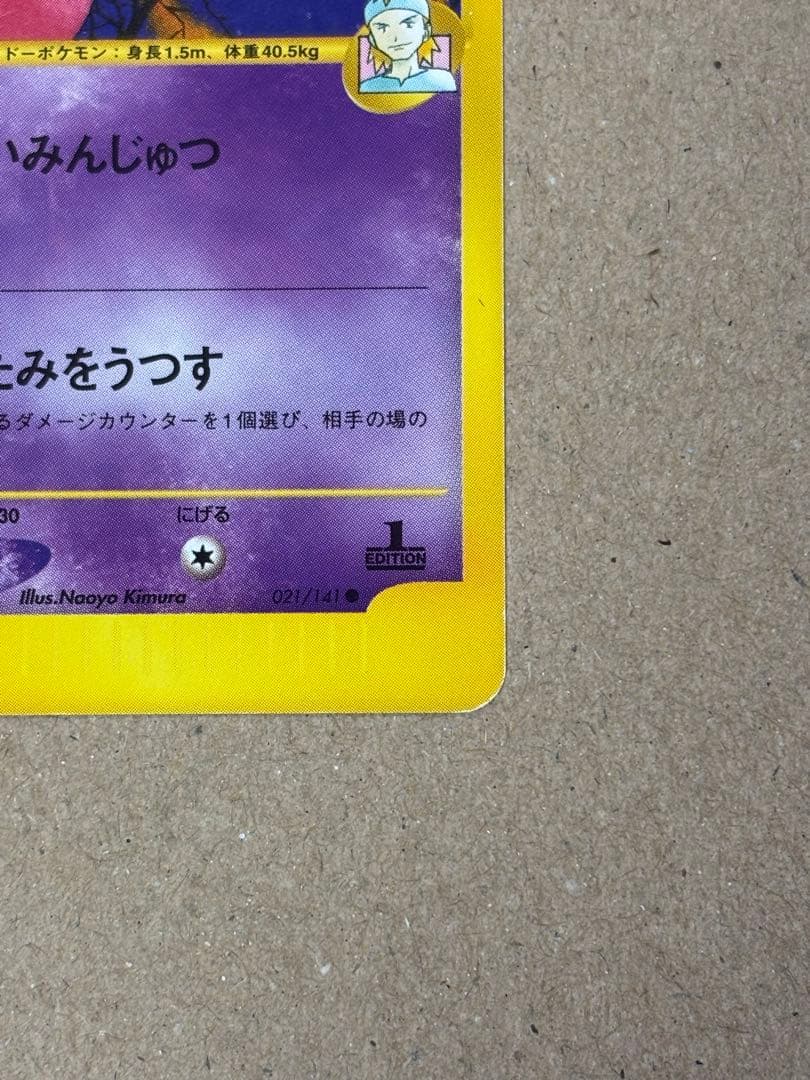 ドーポケモン：身長1.5m、体重40.5kg
いみんじゅつ
たみをうつす
るダメージカウンターを1個選び、相手の場の
30
にげる
1
EDITION
Illus.Naoyo Kimura
021/141●